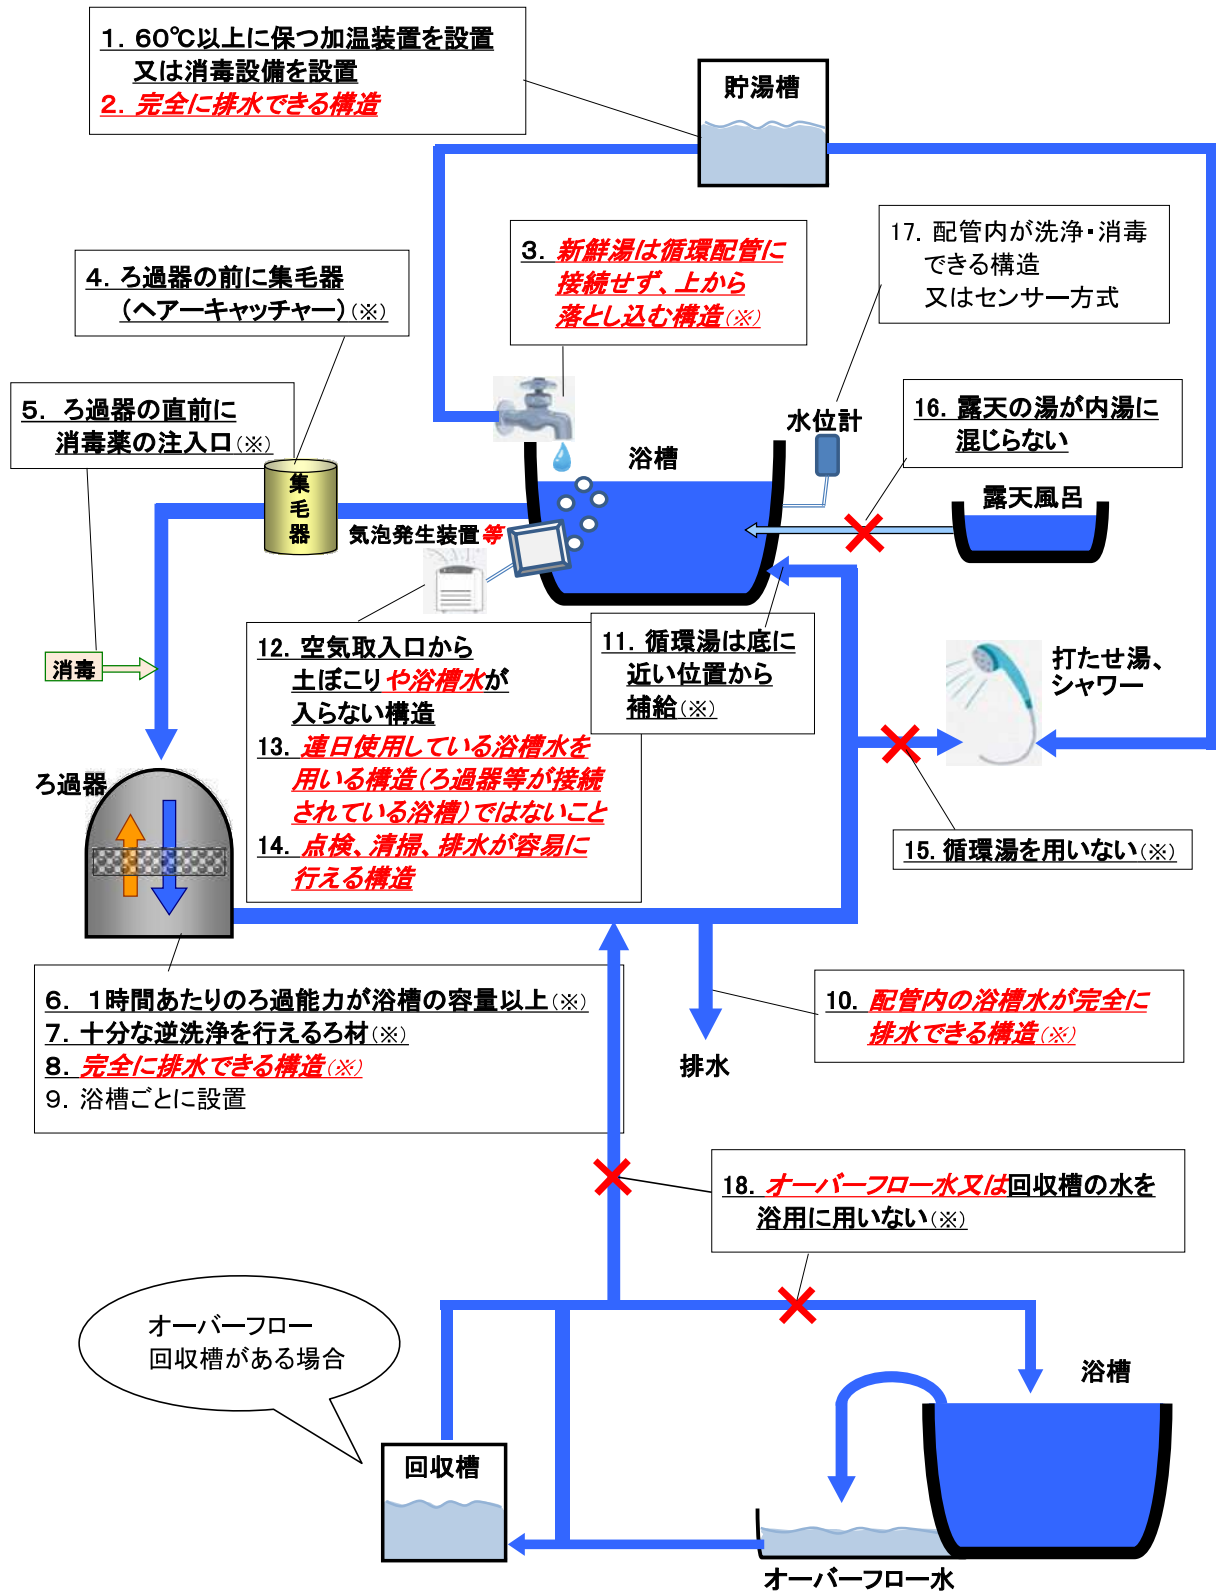 1. 60℃以上に保つ加温装置を設置
又は消毒設備を設置
2. 完全に排水できる構造
貯湯槽
3. 新鮮湯は循環配管に
接続せず、上から
落とし込む構造(※)
17. 配管内が洗浄・消毒
できる構造
又はセンサー方式
4. ろ過器の前に集毛器
(ヘアーキャッチャー)(※)
5. ろ過器の直前に
消毒薬の注入口(※)
16. 露天の湯が内湯に
混じらない
水位計
浴槽
集毛器
露天風呂
気泡発生装置等
12. 空気取入口から
土ぼこりや浴槽水が
入らない構造
13. 連日使用している浴槽水を
用いる構造(ろ過器等が接続
されている浴槽)ではないこと
14. 点検、清掃、排水が容易に
行える構造
11. 循環湯は底に
近い位置から
補給(※)
消毒
打たせ湯、
シャワー
ろ過器
15. 循環湯を用いない(※)
6. 1時間あたりのろ過能力が浴槽の容量以上(※)
7. 十分な逆洗浄を行えるろ材(※)
8. 完全に排水できる構造(※)
9. 浴槽ごとに設置
10. 配管内の浴槽水が完全に
排水できる構造(※)
排水
18. オーバーフロー水又は回収槽の水を
浴用に用いない(※)
オーバーフロー
回収槽がある場合
浴槽
回収槽
オーバーフロー水